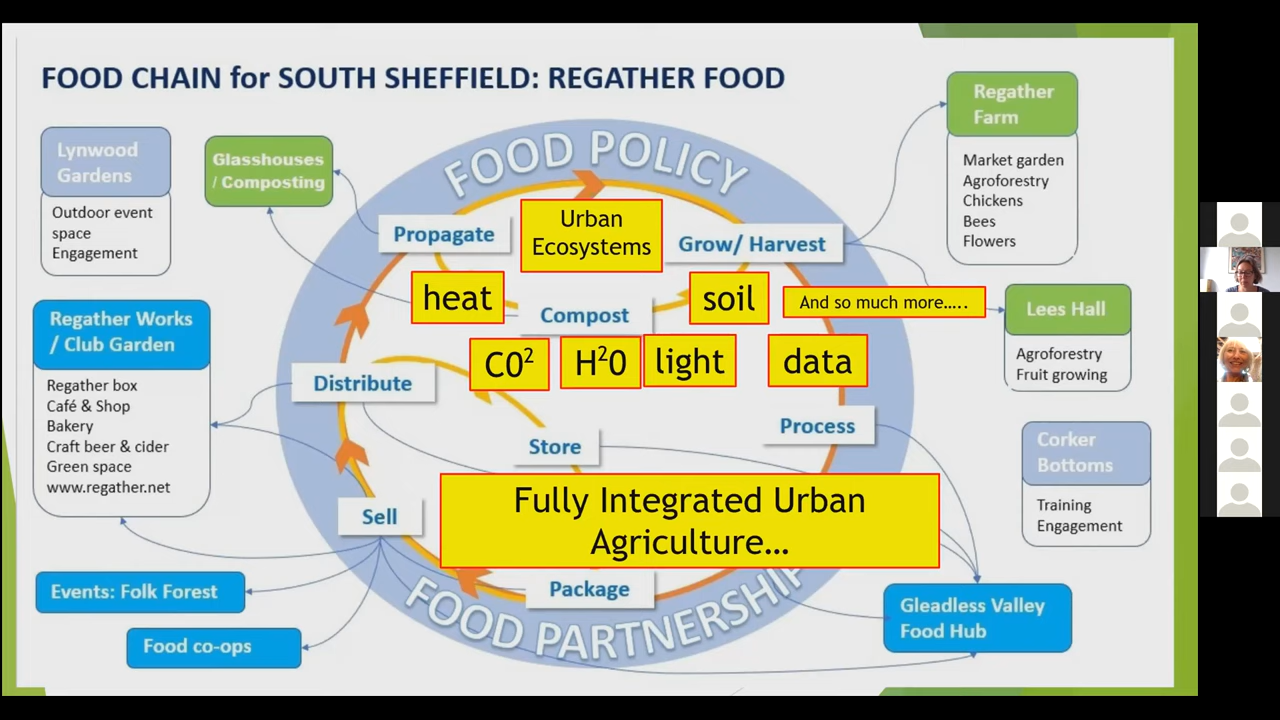 FOOD CHAIN for SOUTH SHEFFIELD: REGATHER FOOD
Lynwood
Gardens
Outdoor event
space
Engagement
Glasshouses
/ Composting
Regather
Farm
Market garden
Agroforestry
Chickens
Bees
Flowers
FOOD POLICY
Propagate
Urban
Ecosystems
Grow/ Harvest
heat
Compost
soil
And so much more.....
Lees Hall
Agroforestry
Fruit growing
Regather Works
/ Club Garden
Regather box
Café & Shop
Bakery
Craft beer & cider
Green space
www.regather.net
Distribute
C0²
H²0
light
data
Store
Process
Corker
Bottoms
Training
Engagement
Sell
Fully Integrated Urban
Agriculture…
Package
FOOD PARTNERSHIP
Events: Folk Forest
Food co-ops
Gleadless Valley
Food Hub